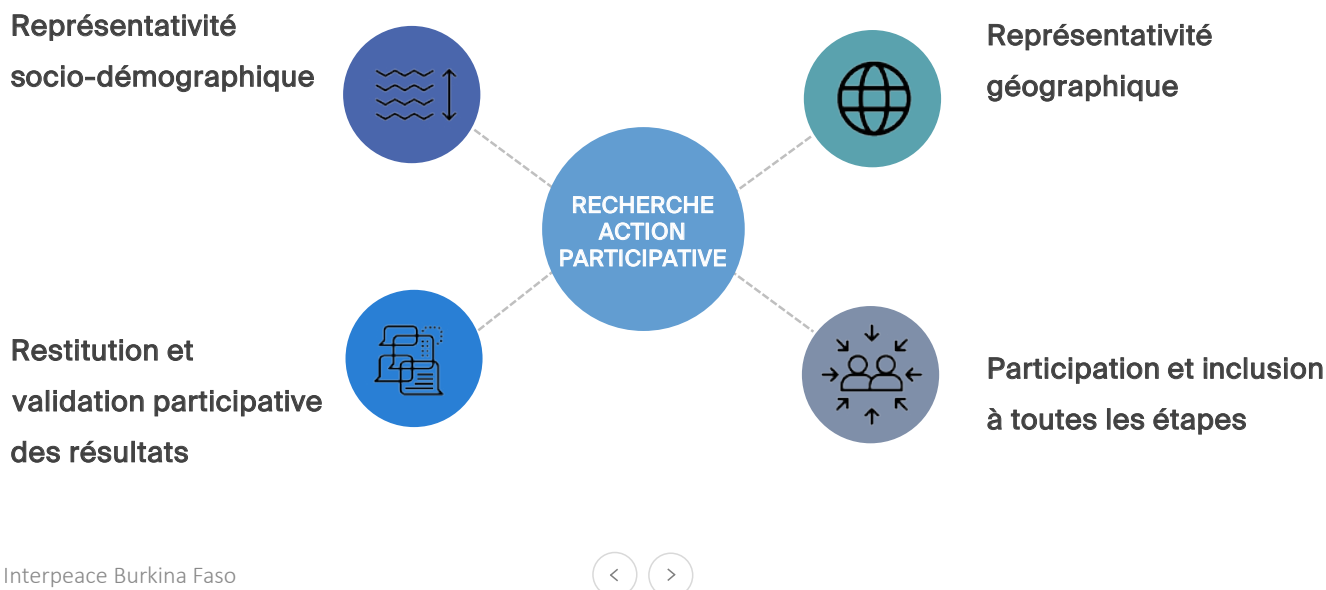 Représentativité
socio-démographique
Représentativité
géographique
RECHERCHE
ACTION
PARTICIPATIVE
Restitution et
validation participative
des résultats
Participation et inclusion
à toutes les étapes
Interpeace Burkina Faso